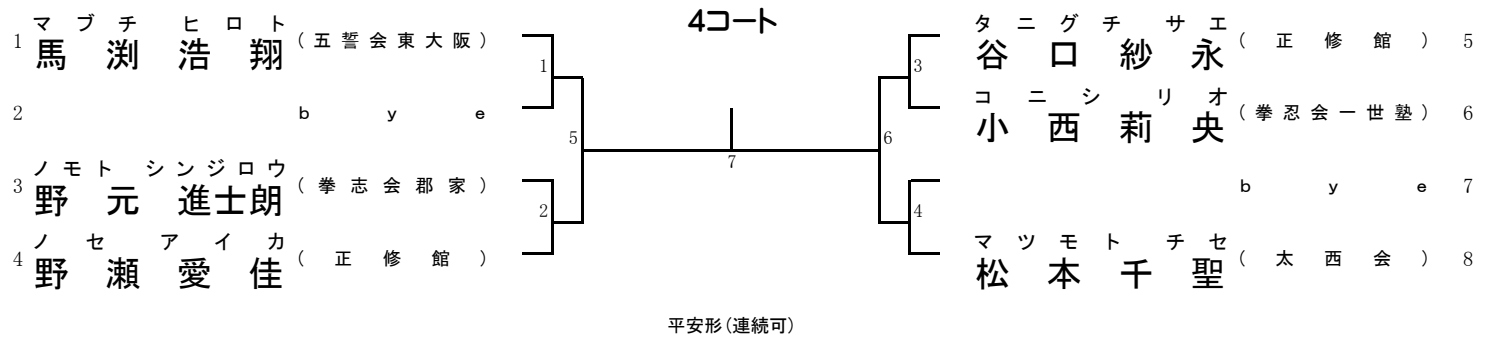 4コート
マブチ ヒロト
1 馬渕 浩翔 (五誓会東大阪)
1
2 bye
5
ノモト シンジロウ
3 野元 進士朗 (拳志会郡家)
2
ノセ アイカ
4 野瀬 愛佳 (正修館)
7
タニグチ サエ
谷口 紗永 (正修館) 5
3
コニシ リオ
小西 莉央 (拳忍会一世塾) 6
6
bye 7
4
マツモト チセ
松本 千聖 (太西会) 8
平安形(連続可)